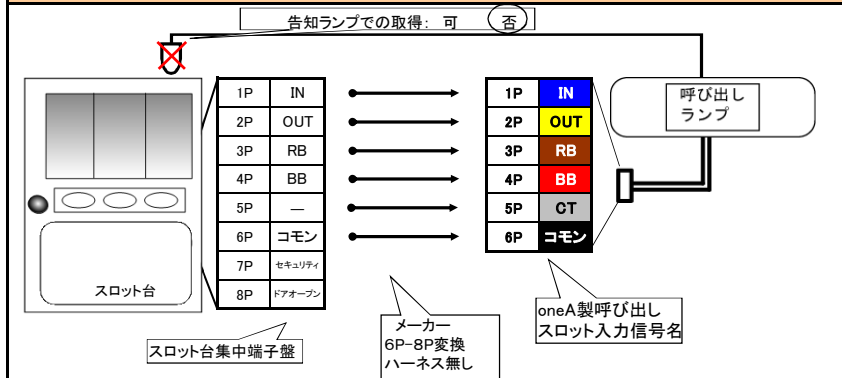 告知ランプでの取得： 可 否
呼び出し
ランプ
1P IN
2P OUT
3P RB
4P BB
5P —
6P コモン
7P セキュリティ
8P ドアオープン
1P IN
2P OUT
3P RB
4P BB
5P CT
6P コモン
スロット台
スロット台集中端子盤
メーカー
6P-8P変換
ハーネス無し
oneA製呼び出し
スロット入力信号名